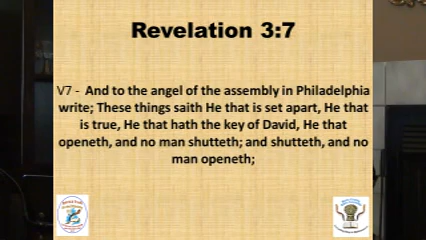 Revelation 3:7
V7 - And to the angel of the assembly in Philadelphia
write; These things saith He that is set apart, He that
is true, He that hath the key of David, He that
openeth, and no man shutteth; and shutteth, and no
man openeth;